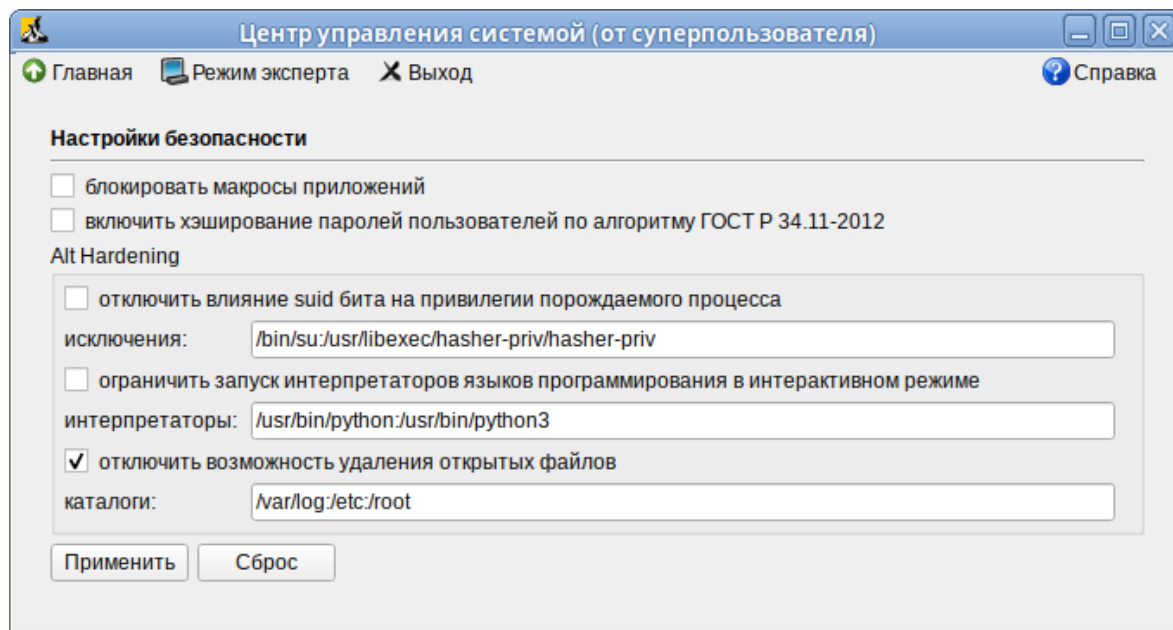 Центр управления системой (от суперпользователя)
Главная Режим эксперта Выход Справка
Настройки безопасности
блокировать макросы приложений
включить хэширование паролей пользователей по алгоритму ГОСТ Р 34.11-2012
Alt Hardening
отключить влияние suid бита на привилегии порождаемого процесса
исключения: /bin/su:/usr/libexec/hasher-priv/hasher-priv
ограничить запуск интерпретаторов языков программирования в интерактивном режиме
интерпретаторы: /usr/bin/python:/usr/bin/python3
отключить возможность удаления открытых файлов
каталоги: /var/log:/etc:/root
Применить Сброс